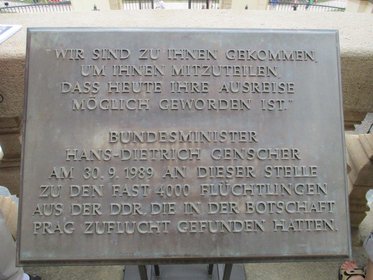 "WIR SIND ZU IHNEN GEKOMMEN,
UM IHNEN MITZUTEILEN,
DASS HEUTE IHRE AUSREISE
MÖGLICH GEWORDEN IST."
BUNDESMINISTER
HANS-DIETRICH GENSCHER
AM 30.9.1989 AN DIESER STELLE
ZU DEN FAST 4000 FLÜCHTLINGEN
AUS DER DDR, DIE IN DER BOTSCHAFT
PRAG ZUFLUCHT GEFUNDEN HATTEN.